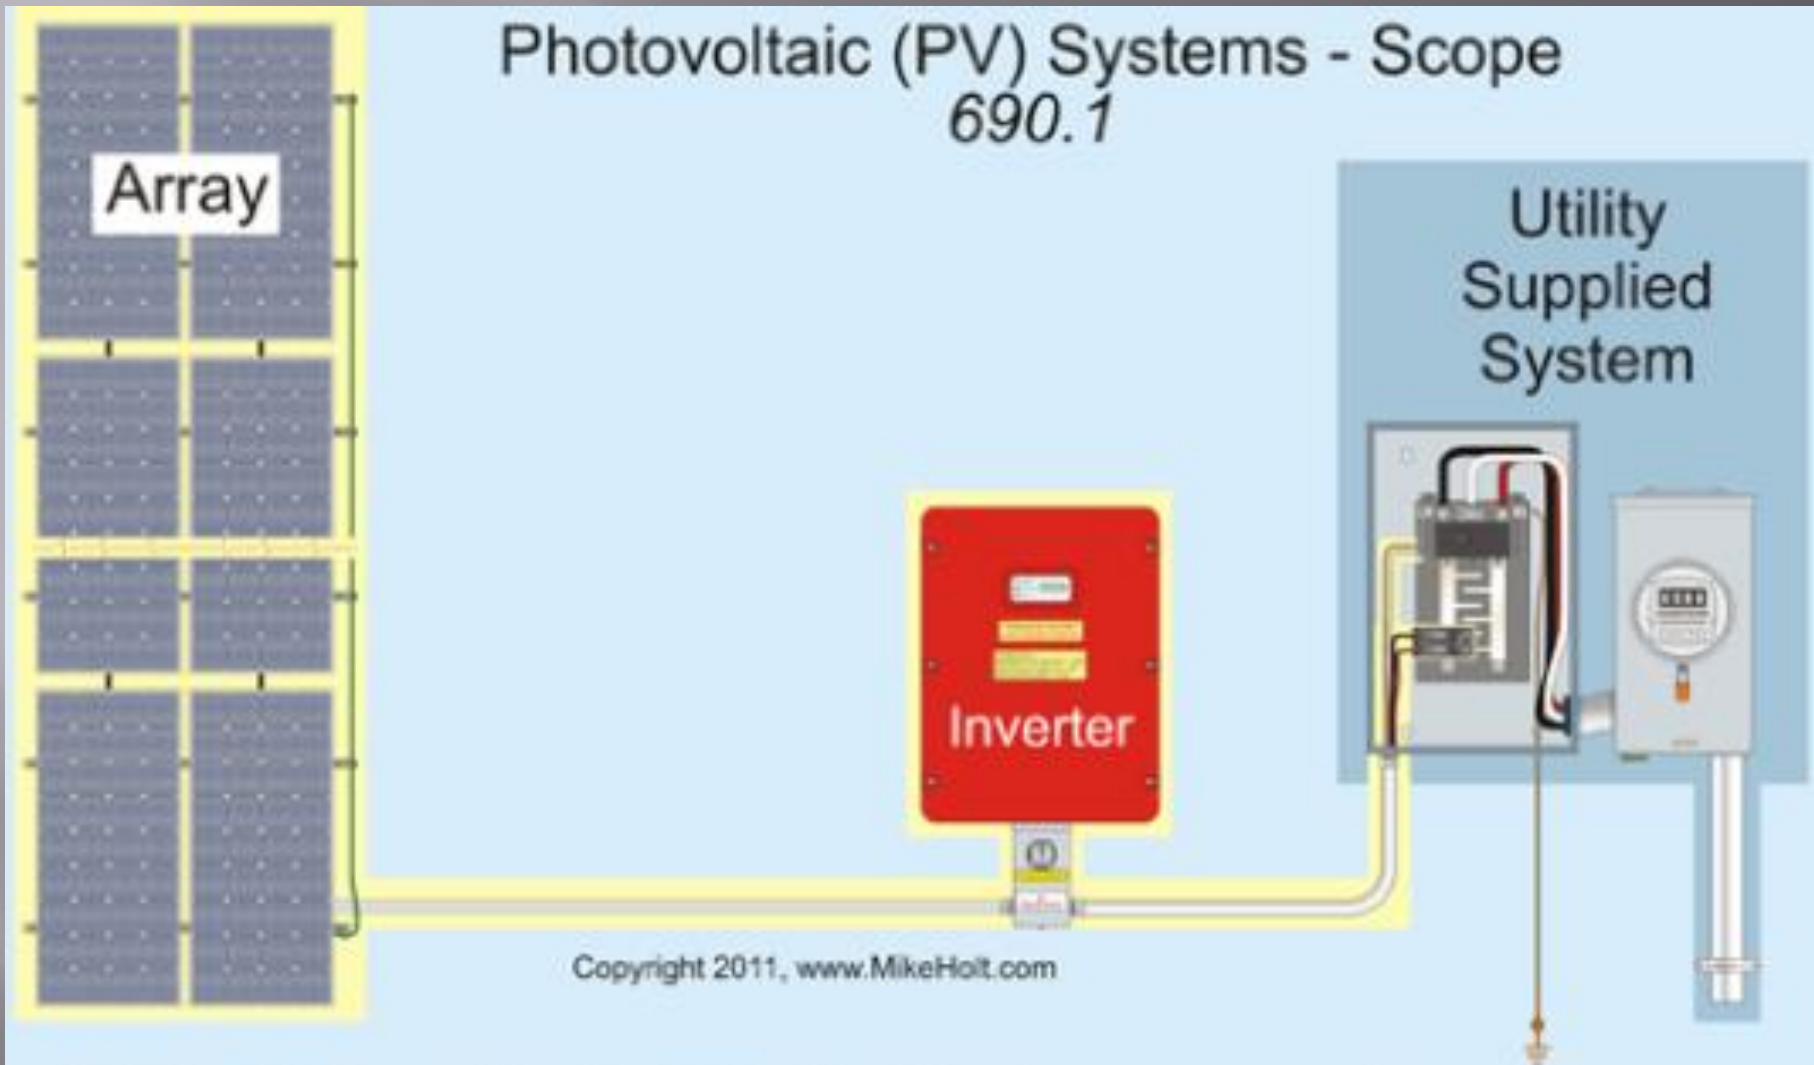 Photovoltaic (PV) Systems - Scope
690.1
Array
Utility
Supplied
System
Inverter
Copyright 2011, www.MikeHolt.com